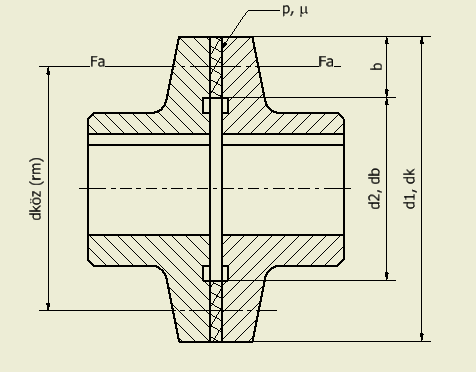 p, μ
Fa
Fa
b
dköz (rm)
d2, db
d1, dk